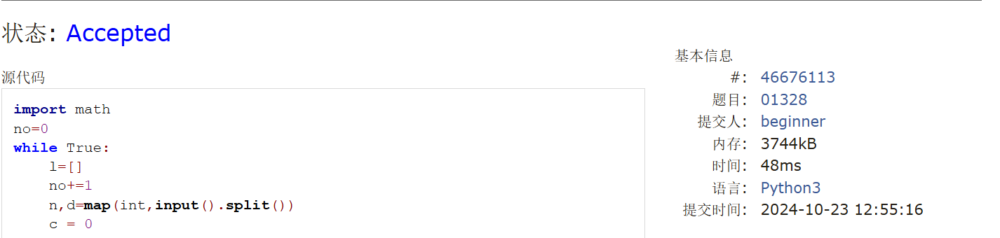 状态: Accepted
源代码
import math
no=0
while True:
    l=[]
    no+=1
    n,d=map(int,input().split())
    c = 0
基本信息
#: 46676113
题目: 01328
提交人: beginner
内存: 3744kB
时间: 48ms
语言: Python3
提交时间: 2024-10-23 12:55:16